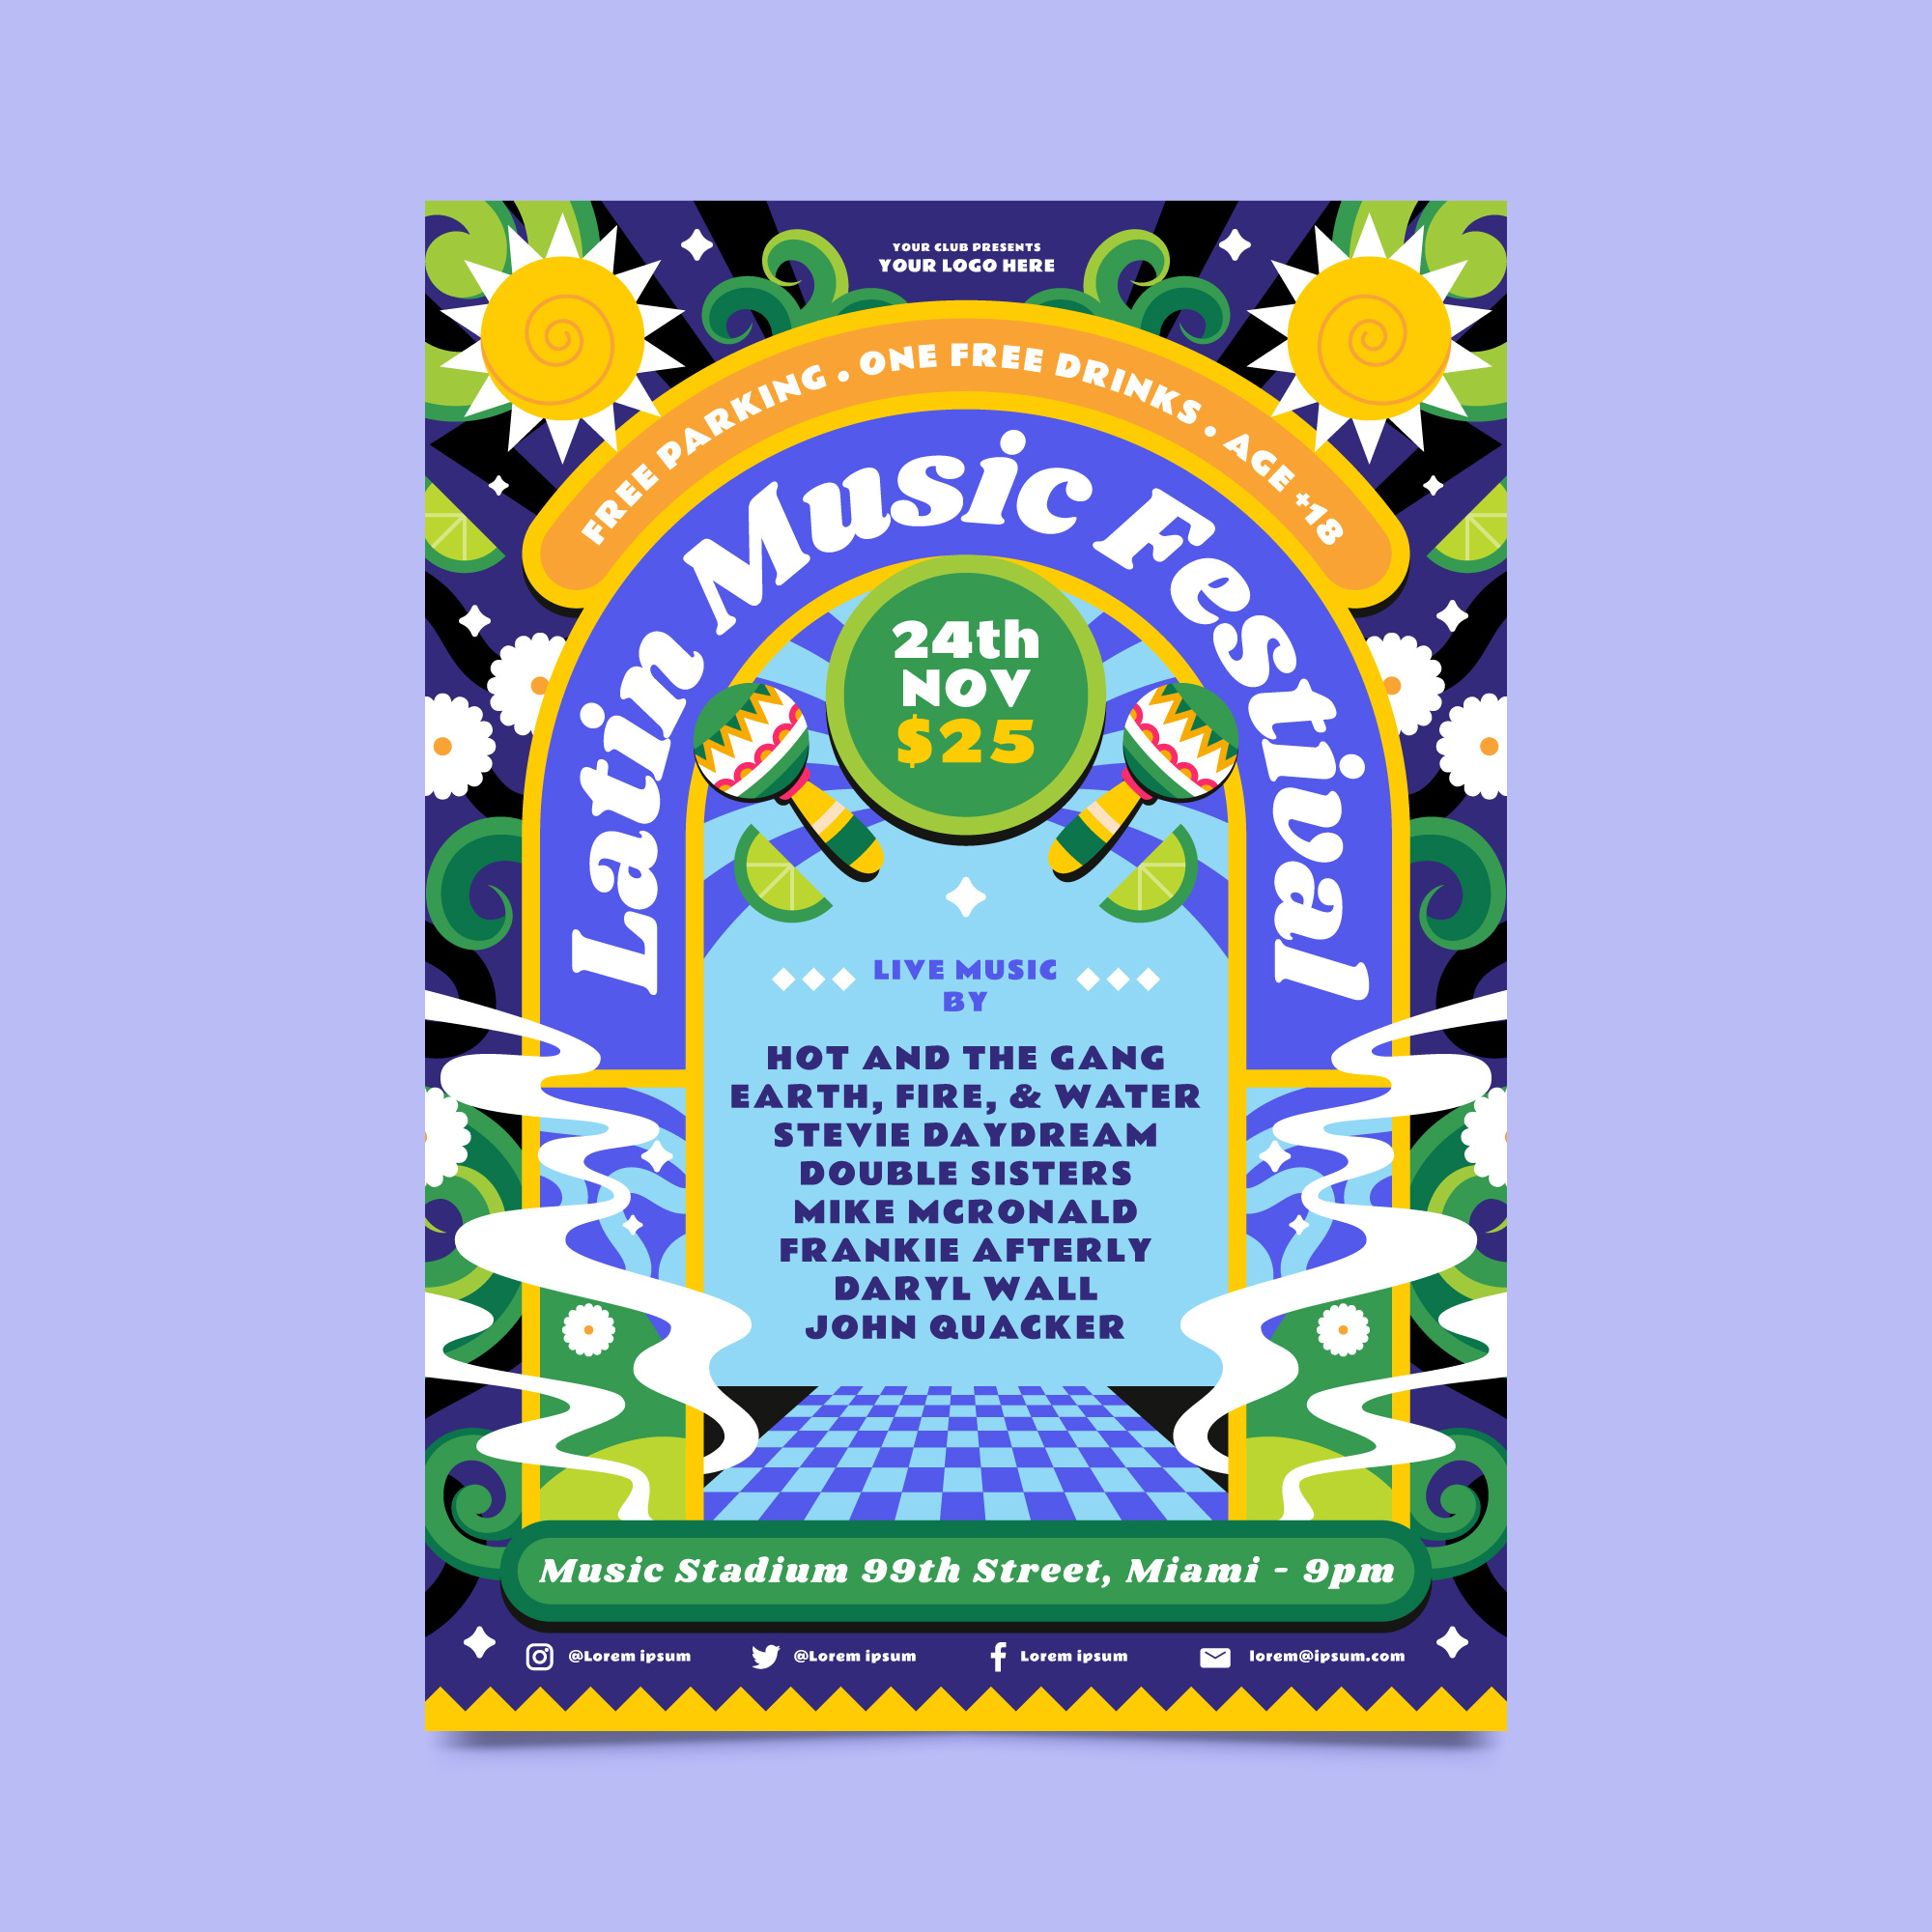 YOUR CLUB PRESENTS
YOUR LOGO HERE
FREE PARKING . ONE FREE DRINKS . AGE +18
Latin Music Festival
24th
NOV
$25
LIVE MUSIC
BY
HOT AND THE GANG
EARTH, FIRE, & WATER
STEVIE DAYDREAM
DOUBLE SISTERS
MIKE MCRONALD
FRANKIE AFTERLY
DARYL WALL
JOHN QUACKER
Music Stadium 99th Street, Miami - 9pm
@Lorem ipsum @Lorem ipsum Lorem ipsum lorem@ipsum.com